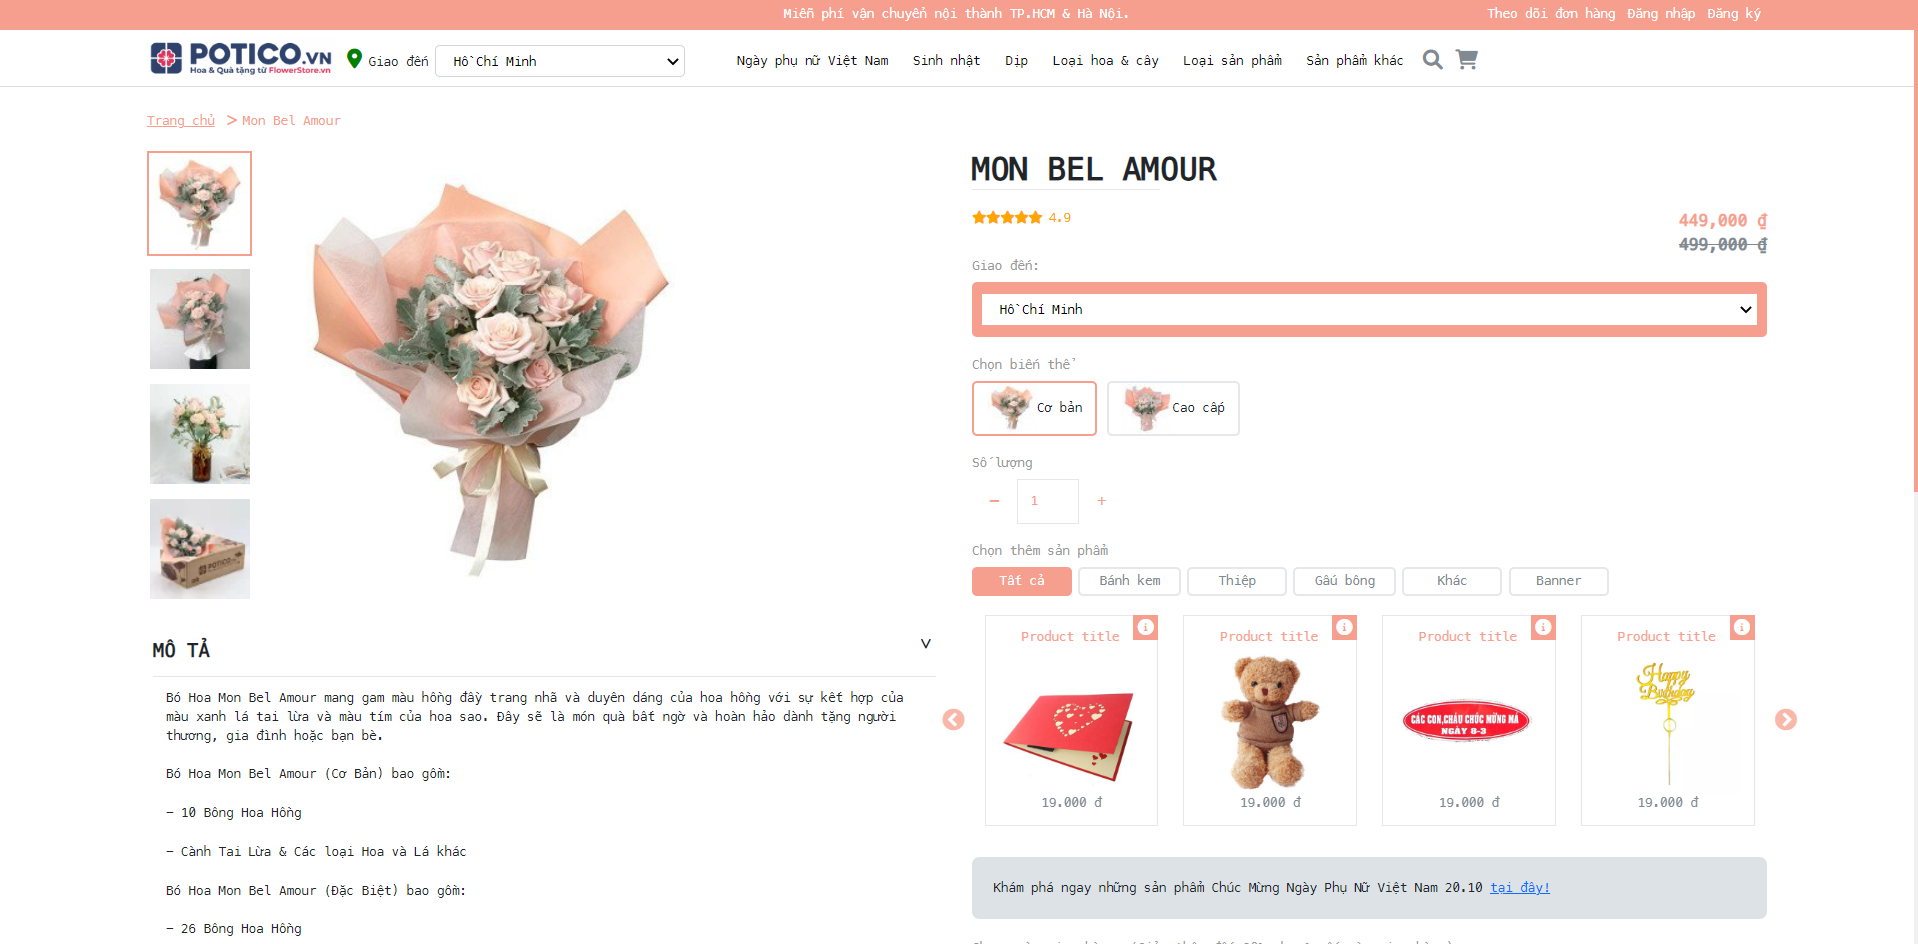 Miễn phí vận chuyển nội thành TP.HCM & Hà Nội.
Theo dõi đơn hàng Đăng nhập Đăng ký
POTICO.VN
Hoa & Quà tặng từ FlowerStore.vn
Giao đến
Hồ Chí Minh
Ngày phụ nữ Việt Nam Sinh nhật Dịp Loại hoa & cây Loại sản phẩm Sản phẩm khác
Trang chủ > Mon Bel Amour
MON BEL AMOUR
4.9
449,000 ₫
499,000 ₫
Giao đến:
Hồ Chí Minh
Chọn biến thể
Cơ bản
Cao cấp
Số lượng
− 1 +
Chọn thêm sản phẩm
Tất cả Bánh kem Thiệp Gấu bông Khác Banner
Product title Product title Product title Product title
CÁC CON,CHÁU CHÚC MỪNG MÁ
NGÀY 8-3
Happy
Birthday
19.000 đ 19.000 đ 19.000 đ 19.000 đ
Khám phá ngay những sản phẩm Chúc Mừng Ngày Phụ Nữ Việt Nam 20.10 tại đây!
POTICO
MÔ TẢ
Bó Hoa Mon Bel Amour mang gam màu hồng đầy trang nhã và duyên dáng của hoa hồng với sự kết hợp của
màu xanh lá tai lừa và màu tím của hoa sao. Đây sẽ là món quà bất ngờ và hoàn hảo dành tặng người
thương, gia đình hoặc bạn bè.
Bó Hoa Mon Bel Amour (Cơ Bản) bao gồm:
– 10 Bông Hoa Hồng
– Cành Tai Lừa & Các loại Hoa và Lá khác
Bó Hoa Mon Bel Amour (Đặc Biệt) bao gồm:
– 26 Bông Hoa Hồng